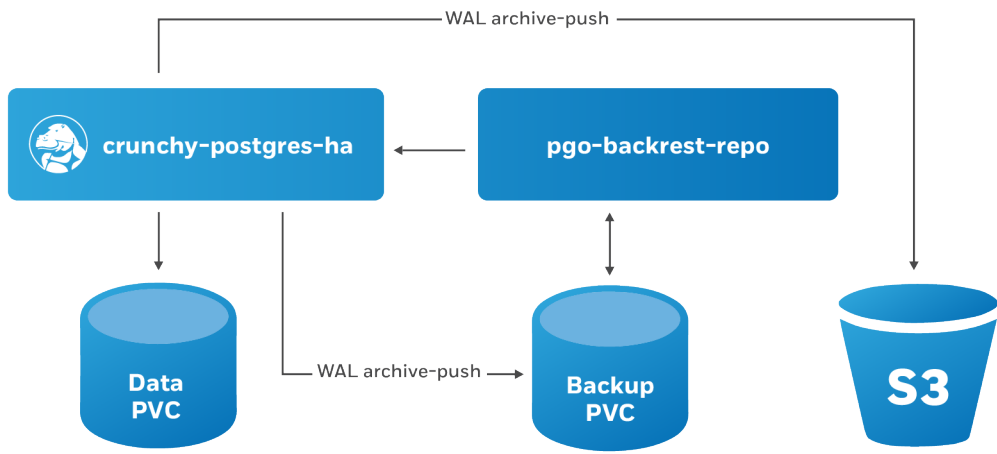 WAL archive-push
crunchy-postgres-ha
pgo-backrest-repo
WAL archive-push
Data
PVC
Backup
PVC
S3